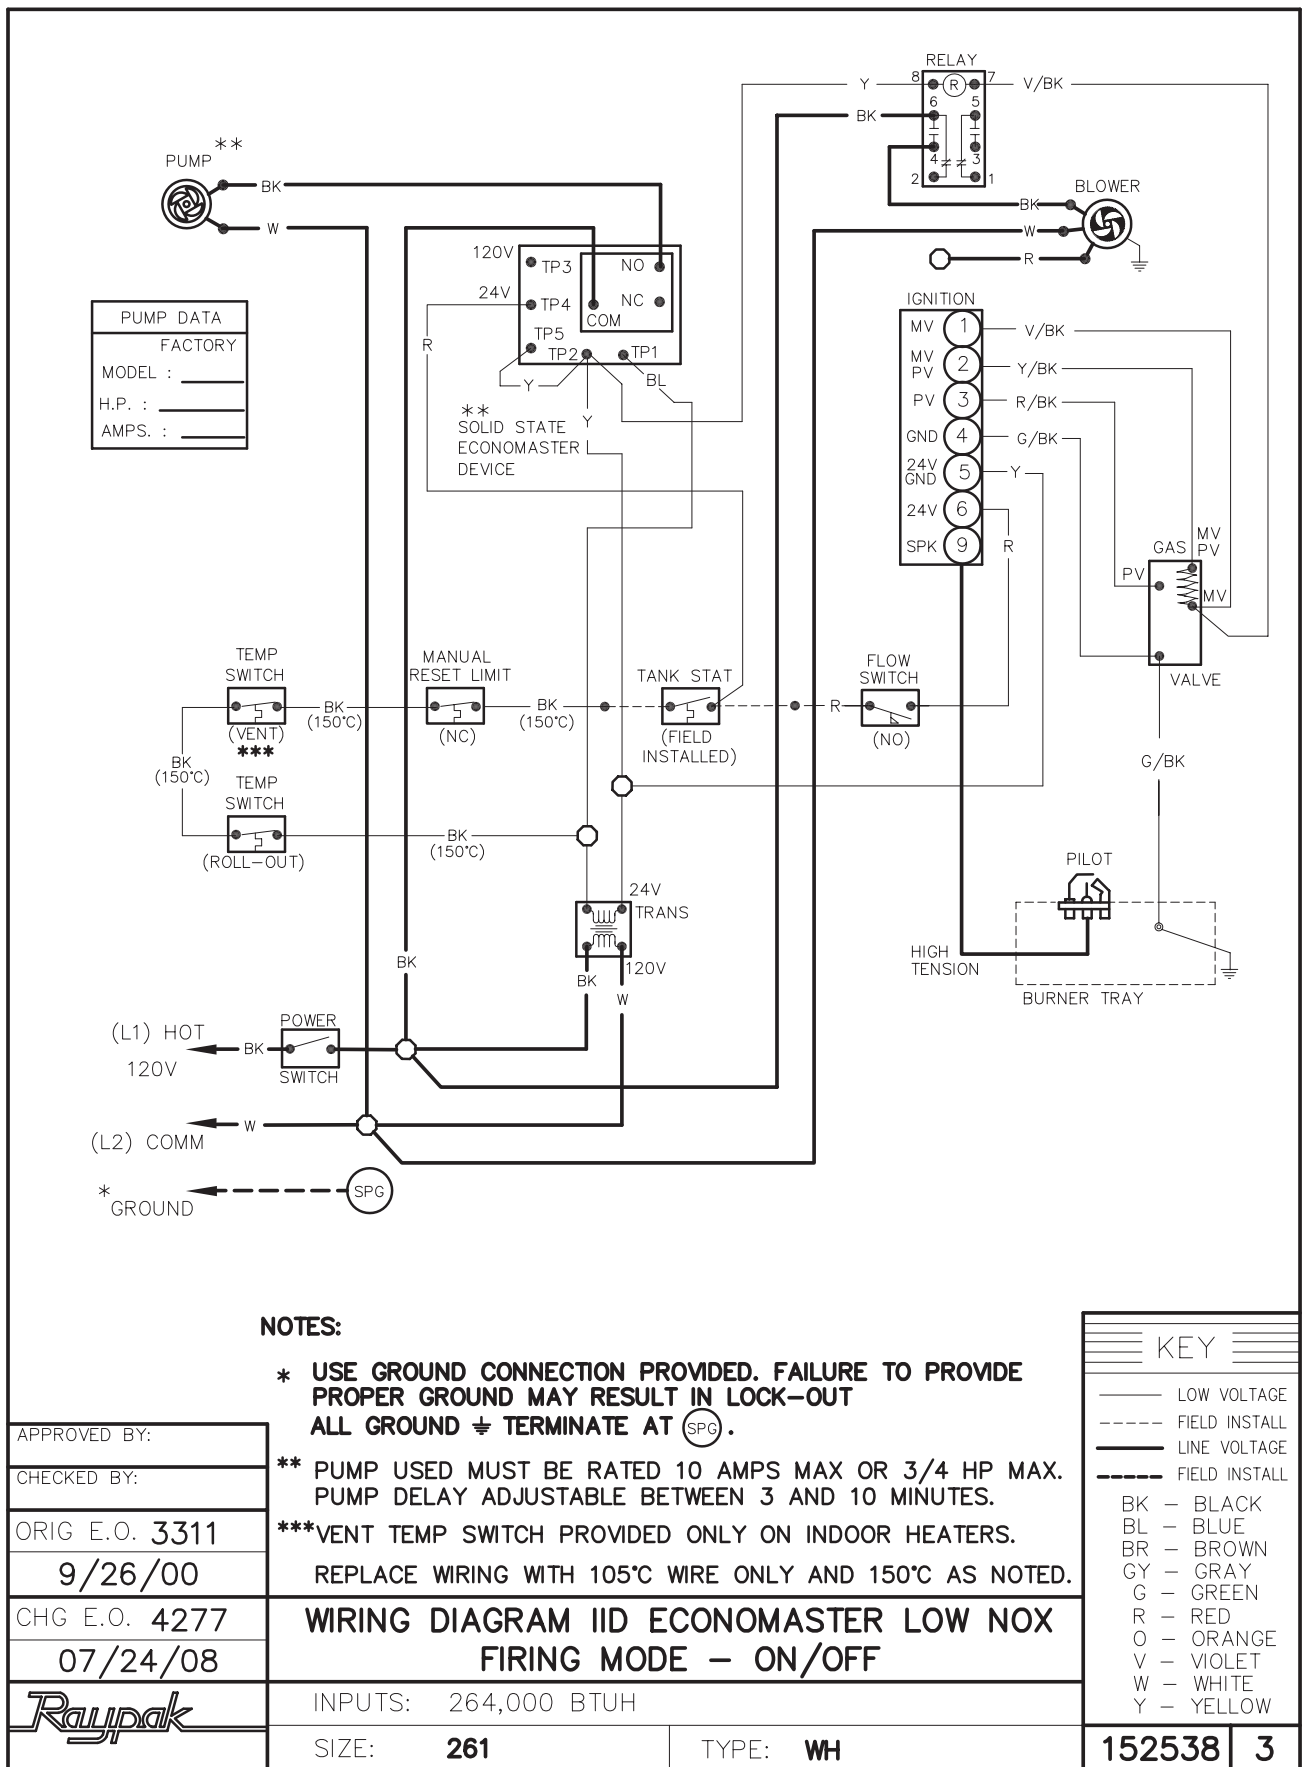 RELAY
8 R 7
Y
V/BK
6 5
BK
4 3
2 1
**
PUMP
BK
W
BLOWER
BK
W
R
120V
TP3
NO
24V
TP4
NC
COM
TP5
TP2
TP1
R
Y
BL
Y
**
SOLID STATE
ECONOMASTER
DEVICE
PUMP DATA
FACTORY
MODEL :
H.P. :
AMPS. :
IGNITION
MV 1 V/BK
MV
PV 2 Y/BK
PV 3 R/BK
GND 4 G/BK
24V
GND 5 Y
24V 6
R
SPK 9
GAS
MV
PV
PV
MV
VALVE
G/BK
TEMP
SWITCH
(VENT)
***
BK
(150°C)
MANUAL
RESET LIMIT
(NC)
BK
(150°C)
TANK STAT
(FIELD
INSTALLED)
R
FLOW
SWITCH
(NO)
BK
(150°C)
TEMP
SWITCH
(ROLL-OUT)
BK
(150°C)
24V
TRANS
120V
BK
W
BK
PILOT
HIGH
TENSION
BURNER TRAY
(L1) HOT
120V
BK
POWER
SWITCH
(L2) COMM
W
*
GROUND
SPG
NOTES:
* USE GROUND CONNECTION PROVIDED. FAILURE TO PROVIDE
PROPER GROUND MAY RESULT IN LOCK-OUT
ALL GROUND ⏚ TERMINATE AT SPG .
** PUMP USED MUST BE RATED 10 AMPS MAX OR 3/4 HP MAX.
PUMP DELAY ADJUSTABLE BETWEEN 3 AND 10 MINUTES.
***VENT TEMP SWITCH PROVIDED ONLY ON INDOOR HEATERS.
REPLACE WIRING WITH 105°C WIRE ONLY AND 150°C AS NOTED.
KEY
LOW VOLTAGE
FIELD INSTALL
LINE VOLTAGE
FIELD INSTALL
BK - BLACK
BL - BLUE
BR - BROWN
GY - GRAY
G - GREEN
R - RED
O - ORANGE
V - VIOLET
W - WHITE
Y - YELLOW
APPROVED BY:
CHECKED BY:
ORIG E.O. 3311
9/26/00
CHG E.O. 4277
07/24/08
Raypak
WIRING DIAGRAM IID ECONOMASTER LOW NOX
FIRING MODE - ON/OFF
INPUTS: 264,000 BTUH
SIZE: 261
TYPE: WH
152538 3